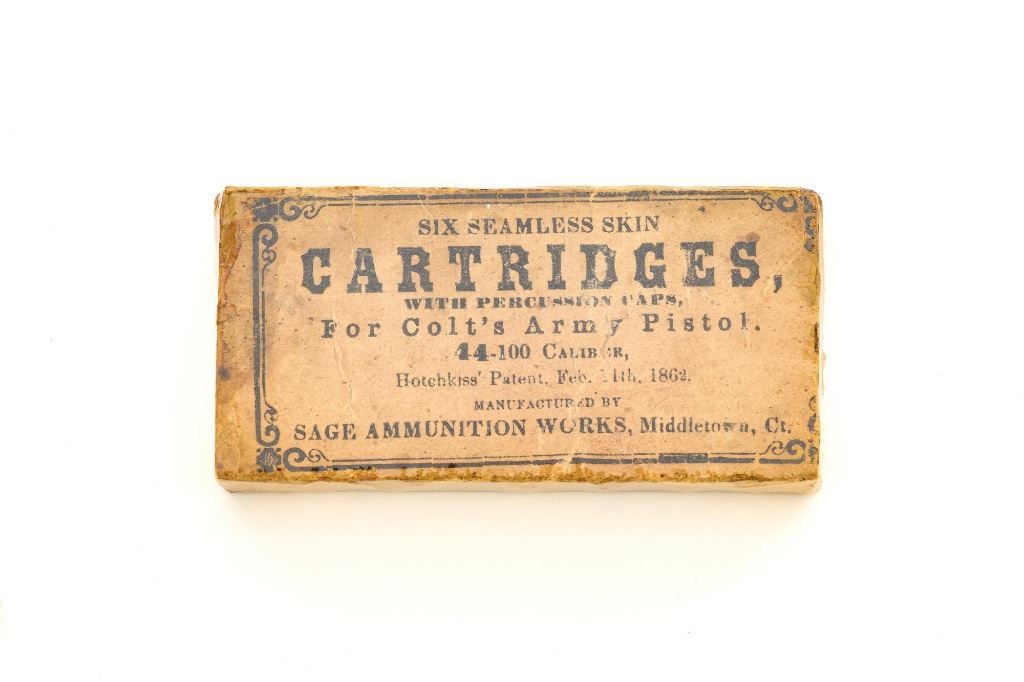 SIX SEAMLESS SKIN
CARTRIDGES,
WITH PERCUSSION CAPS,
For Colt's Army Pistol.
44-100 CALIBER,
Hotchkiss' Patent, Feb. 11th, 1862.
MANUFACTURED BY
SAGE AMMUNITION WORKS, Middletown, Ct.